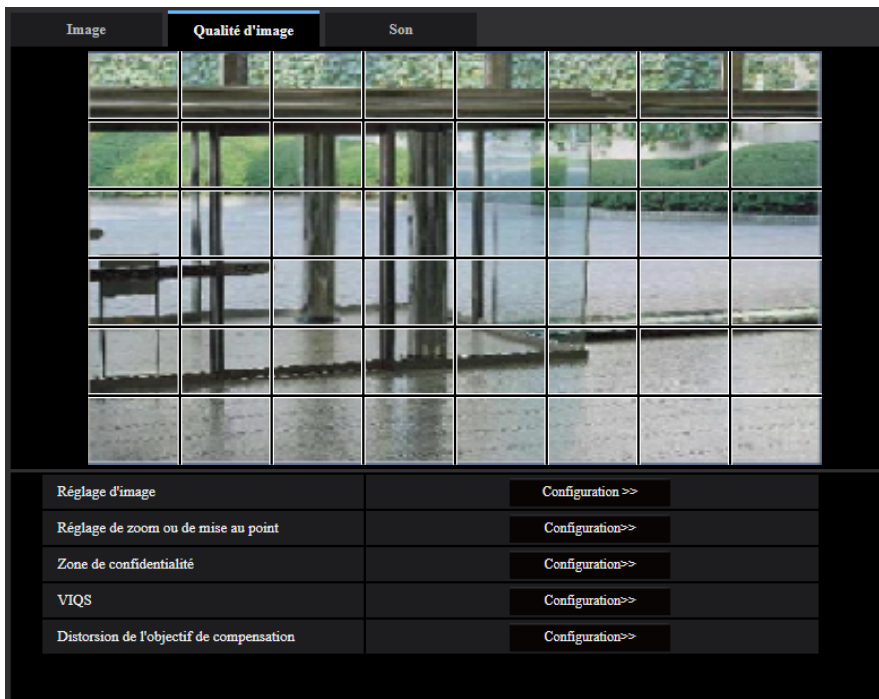 Image Qualité d'image Son
Réglage d'image Configuration >>
Réglage de zoom ou de mise au point Configuration>>
Zone de confidentialité Configuration>>
VIQS Configuration>>
Distorsion de l'objectif de compensation Configuration>>